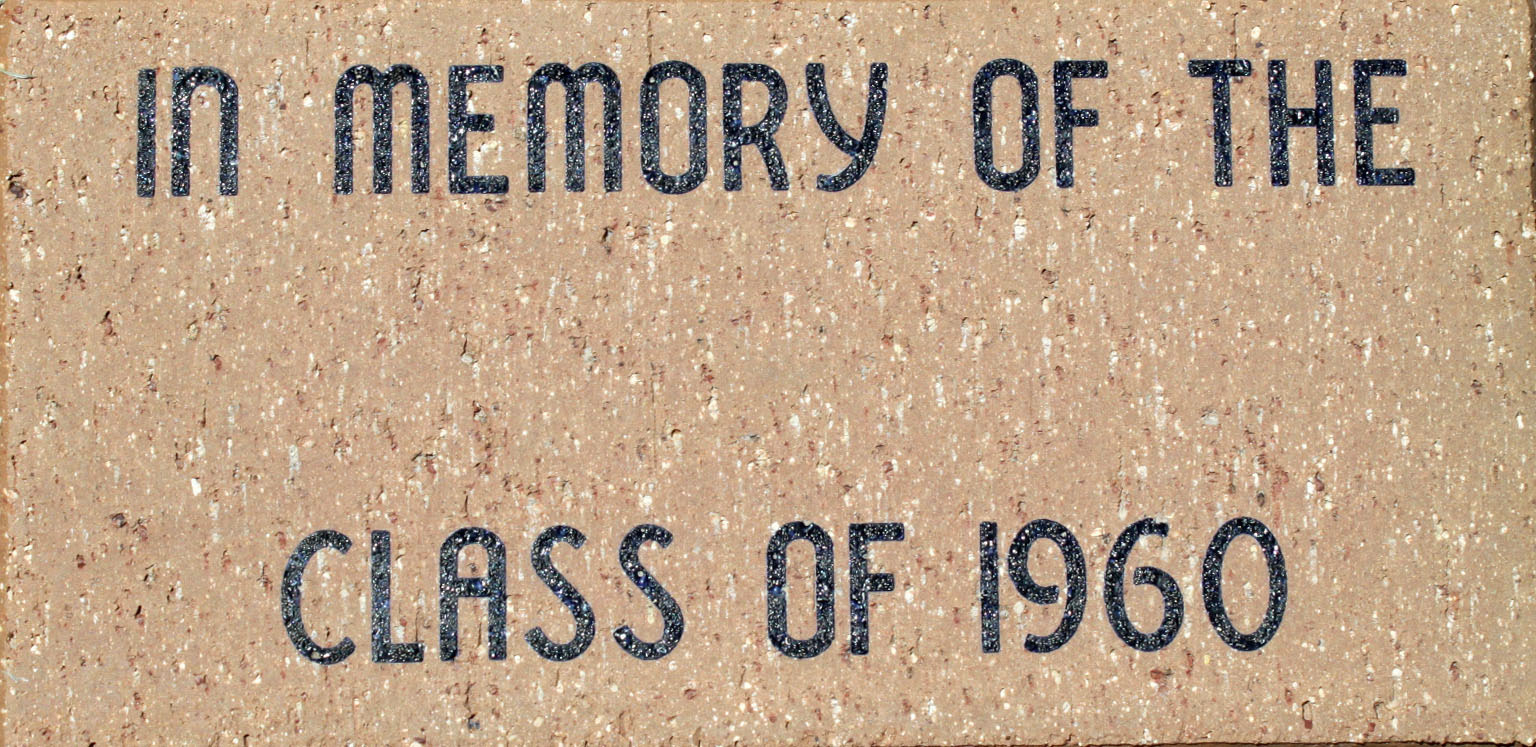 IN MEMORY OF THE
CLASS OF 1960